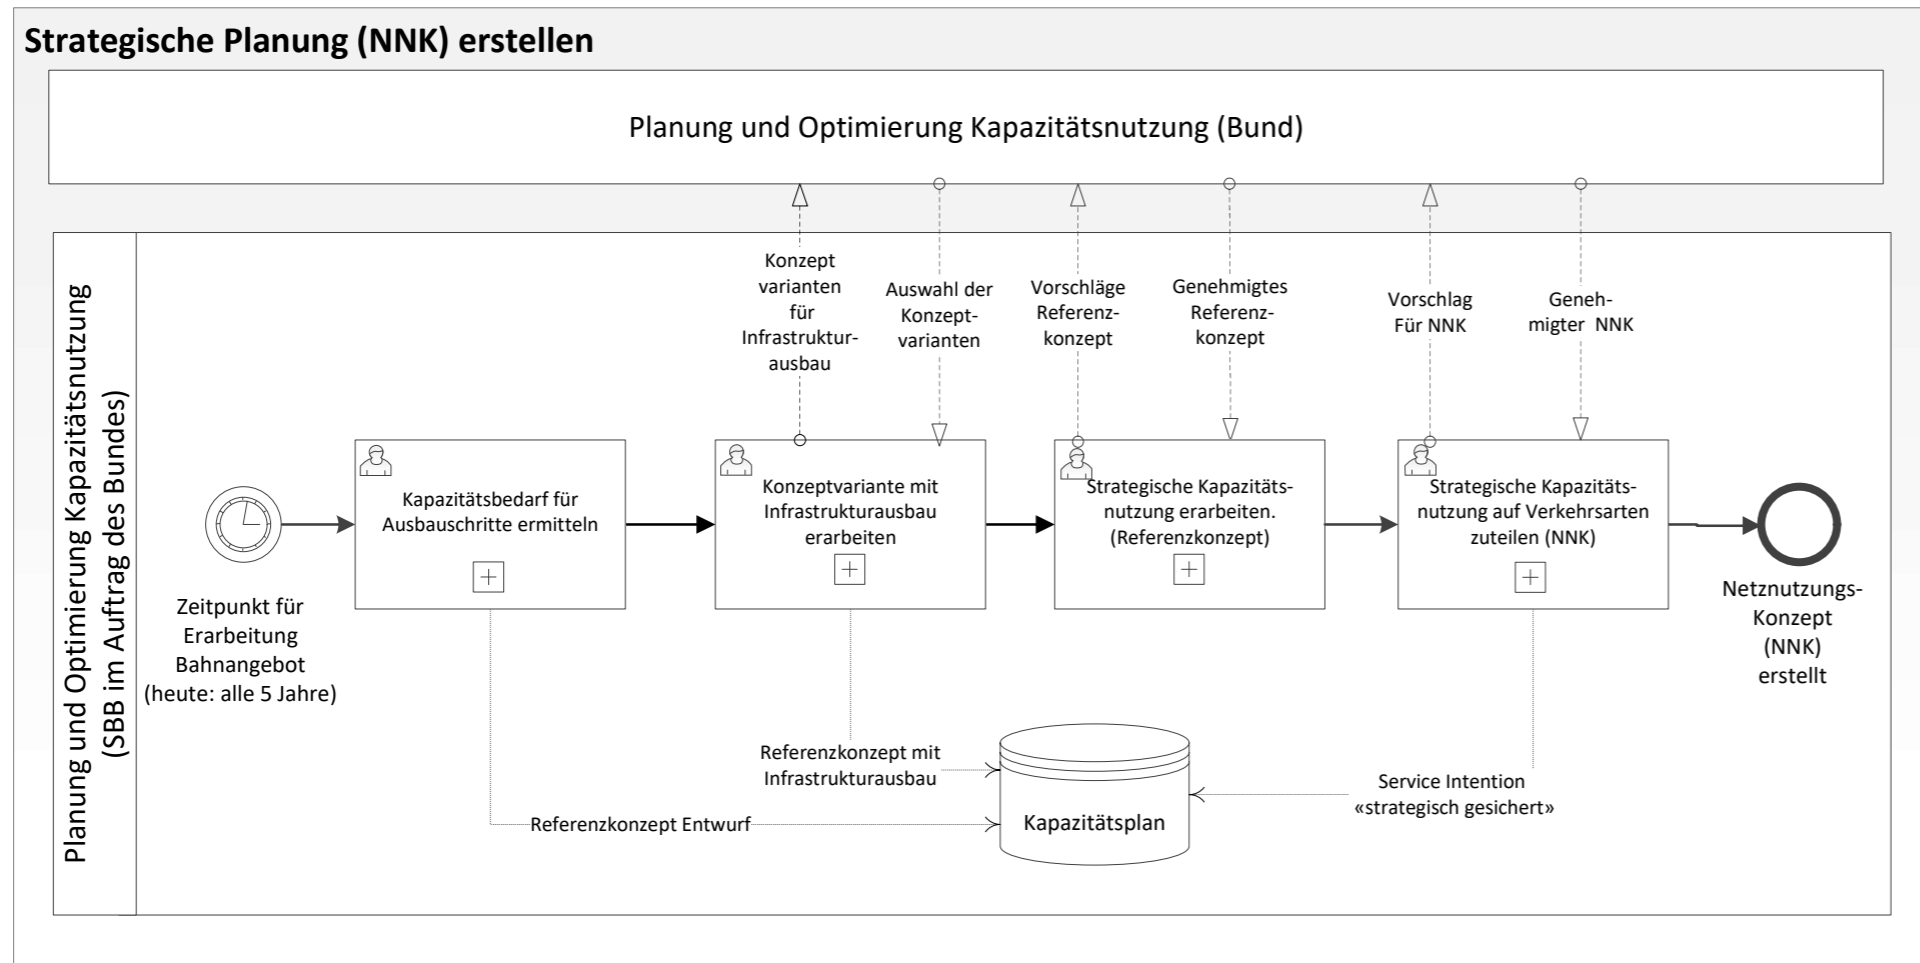 Strategische Planung (NNK) erstellen
Planung und Optimierung Kapazitätsnutzung (Bund)
Planung und Optimierung Kapazitätsnutzung
(SBB im Auftrag des Bundes)
Konzept
varianten
für
Infrastruktur-
ausbau
Auswahl der
Konzept-
varianten
Vorschläge
Referenz-
konzept
Genehmigtes
Referenz-
konzept
Vorschlag
Für NNK
Geneh-
migter NNK
Zeitpunkt für
Erarbeitung
Bahnangebot
(heute: alle 5 Jahre)
Kapazitätsbedarf für
Ausbauschritte ermitteln
Konzeptvariante mit
Infrastrukturausbau
erarbeiten
Strategische Kapazitäts-
nutzung erarbeiten.
(Referenzkonzept)
Strategische Kapazitäts-
nutzung auf Verkehrsarten
zuteilen (NNK)
Netznutzungs-
Konzept
(NNK)
erstellt
Referenzkonzept mit
Infrastrukturausbau
Referenzkonzept Entwurf
Kapazitätsplan
Service Intention
«strategisch gesichert»